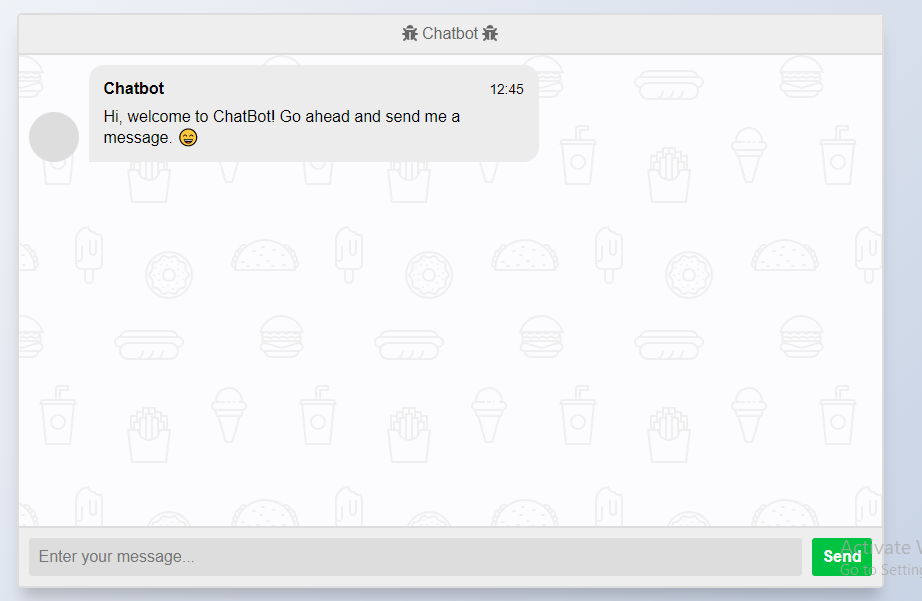 Chatbot
Chatbot 12:45
Hi, welcome to ChatBot! Go ahead and send me a
message. 😄
Enter your message...
Send
Activate
Go to Setting